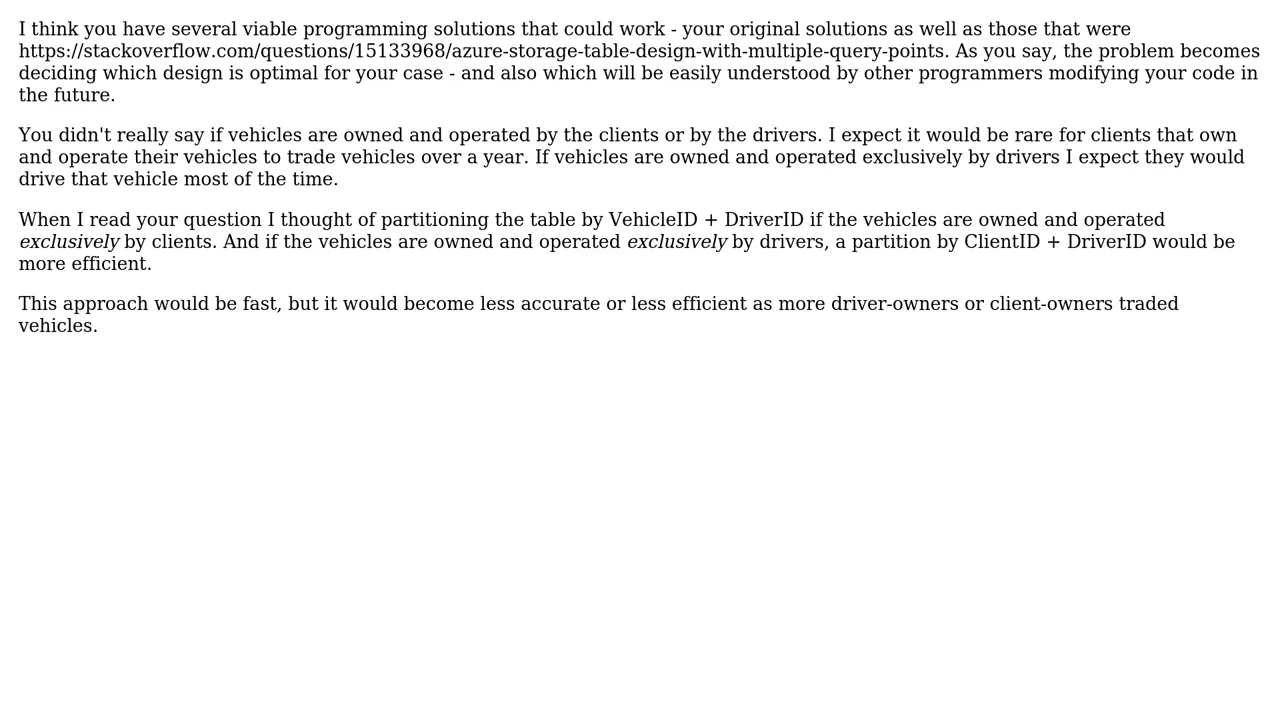 I think you have several viable programming solutions that could work - your original solutions as well as those that were
https://stackoverflow.com/questions/15133968/azure-storage-table-design-with-multiple-query-points. As you say, the problem becomes
deciding which design is optimal for your case - and also which will be easily understood by other programmers modifying your code in
the future.
You didn't really say if vehicles are owned and operated by the clients or by the drivers. I expect it would be rare for clients that own
and operate their vehicles to trade vehicles over a year. If vehicles are owned and operated exclusively by drivers I expect they would
drive that vehicle most of the time.
When I read your question I thought of partitioning the table by VehicleID + DriverID if the vehicles are owned and operated
exclusively by clients. And if the vehicles are owned and operated exclusively by drivers, a partition by ClientID + DriverID would be
more efficient.
This approach would be fast, but it would become less accurate or less efficient as more driver-owners or client-owners traded
vehicles.